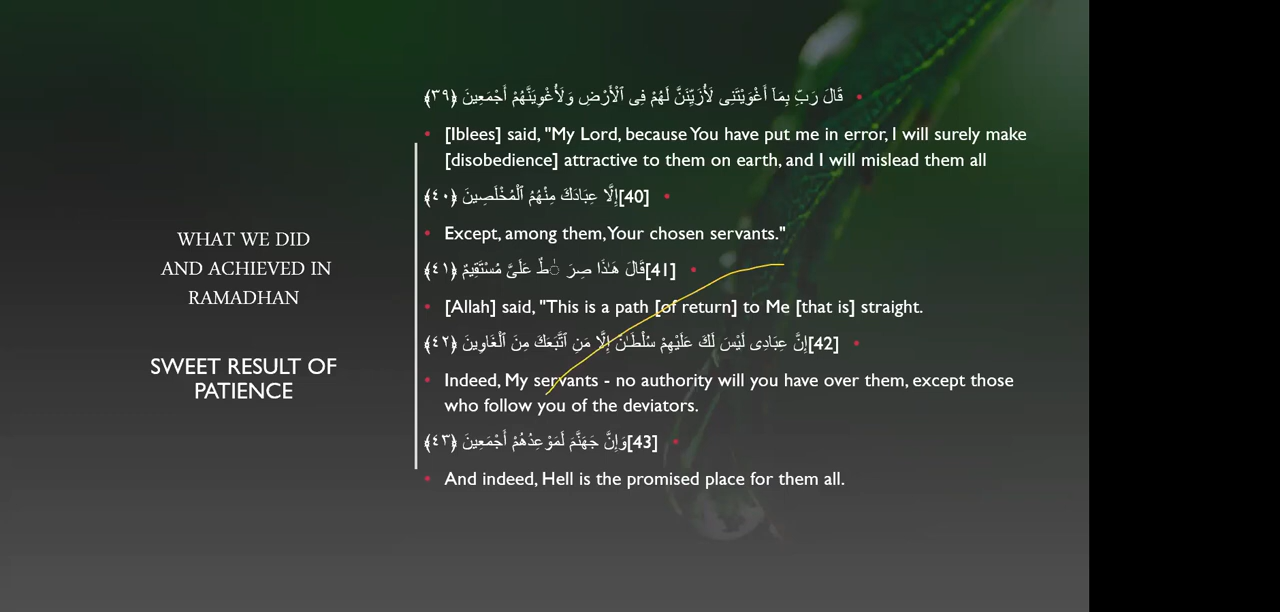 WHAT WE DID
AND ACHIEVED IN
RAMADHAN
SWEET RESULT OF
PATIENCE
قَالَ رَبِّ بِمَآ أَغْوَيْتَنِى لَأُزَيِّنَنَّ لَهُمْ فِى ٱلْأَرْضِ وَلَأُغْوِيَنَّهُمْ أَجْمَعِينَ ﴿٣٩﴾ •
• [Iblees] said, "My Lord, because You have put me in error, I will surely make
[disobedience] attractive to them on earth, and I will mislead them all
[40]إِلَّا عِبَادَكَ مِنْهُمُ ٱلْمُخْلَصِينَ ﴿٤٠﴾ •
• Except, among them, Your chosen servants."
[41]قَالَ هَـٰذَا صِرَ ٰطٌ عَلَىَّ مُسْتَقِيمٌ ﴿٤١﴾ •
• [Allah] said, "This is a path [of return] to Me [that is] straight.
[42]إِنَّ عِبَادِى لَيْسَ لَكَ عَلَيْهِمْ سُلْطَـٰنٌ إِلَّا مَنِ ٱتَّبَعَكَ مِنَ ٱلْغَاوِينَ ﴿٤٢﴾ •
• Indeed, My servants - no authority will you have over them, except those
who follow you of the deviators.
[43]وَإِنَّ جَهَنَّمَ لَمَوْعِدُهُمْ أَجْمَعِينَ ﴿٤٣﴾ •
• And indeed, Hell is the promised place for them all.